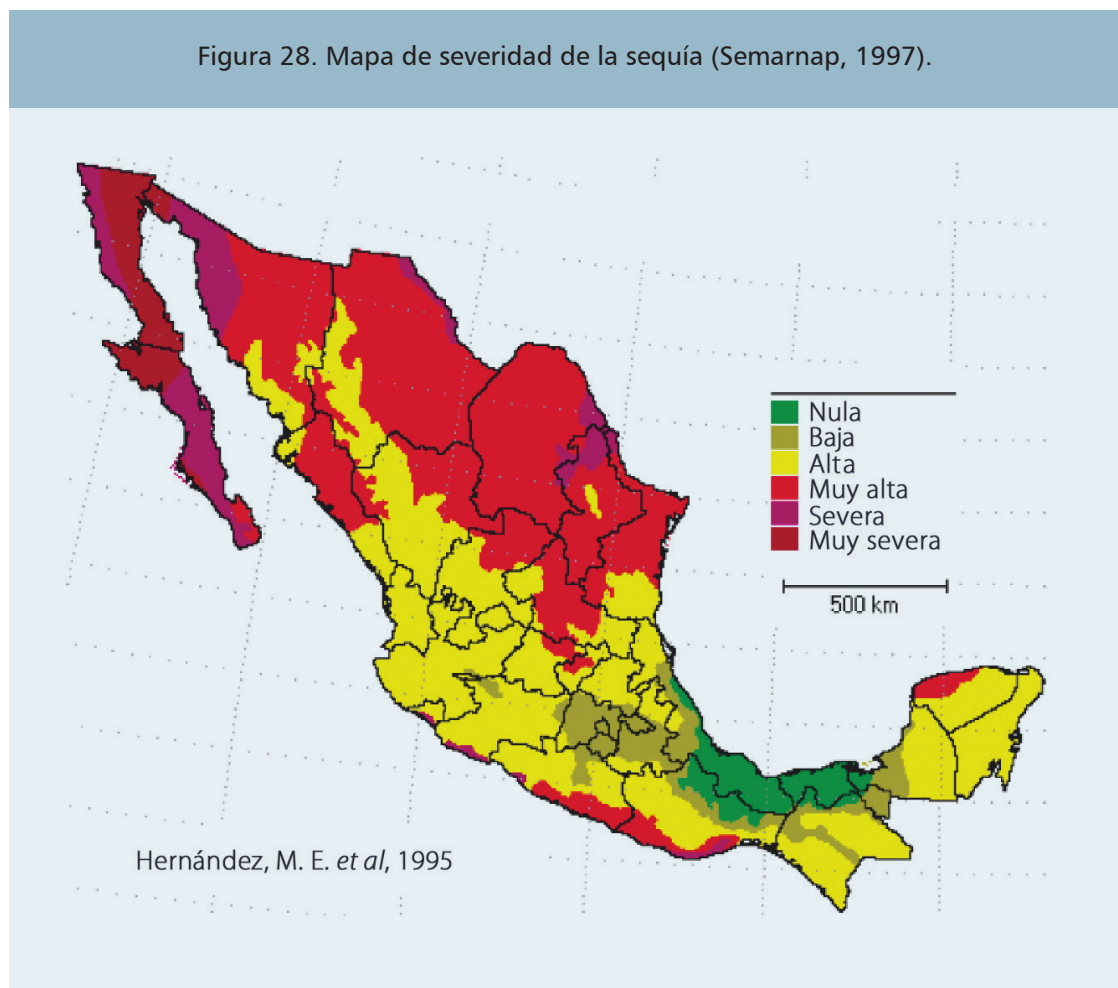 Figura 28. Mapa de severidad de la sequía (Semarnap, 1997).
Nula
Baja
Alta
Muy alta
Severa
Muy severa
500 km
Hernández, M. E. et al, 1995